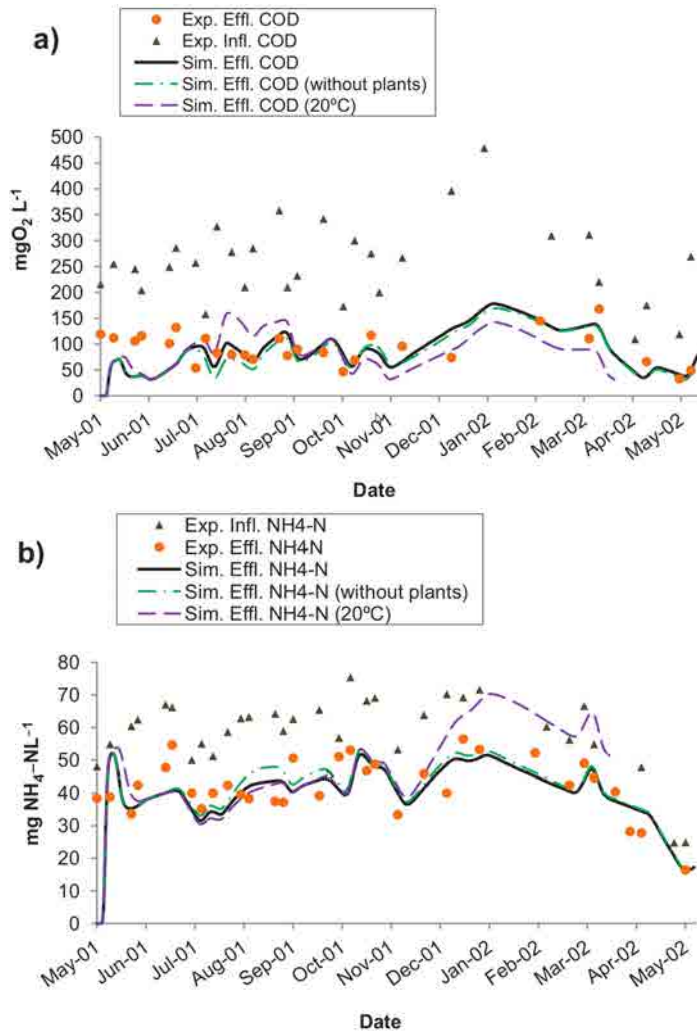 a)
Exp. Effl. COD
Exp. Infl. COD
Sim. Effl. COD
Sim. Effl. COD (without plants)
Sim. Effl. COD (20ºC)
mgO₂ L⁻¹
500
450
400
350
300
250
200
150
100
50
0
May-01 Jun-01 Jul-01 Aug-01 Sep-01 Oct-01 Nov-01 Dec-01 Jan-02 Feb-02 Mar-02 Apr-02 May-02
Date
b)
Exp. Infl. NH4-N
Exp. Effl. NH4N
Sim. Effl. NH4-N
Sim. Effl. NH4-N (without plants)
Sim. Effl. NH4-N (20ºC)
mg NH₄–NL⁻¹
80
70
60
50
40
30
20
10
0
May-01 Jun-01 Jul-01 Aug-01 Sep-01 Oct-01 Nov-01 Dec-01 Jan-02 Feb-02 Mar-02 Apr-02 May-02
Date